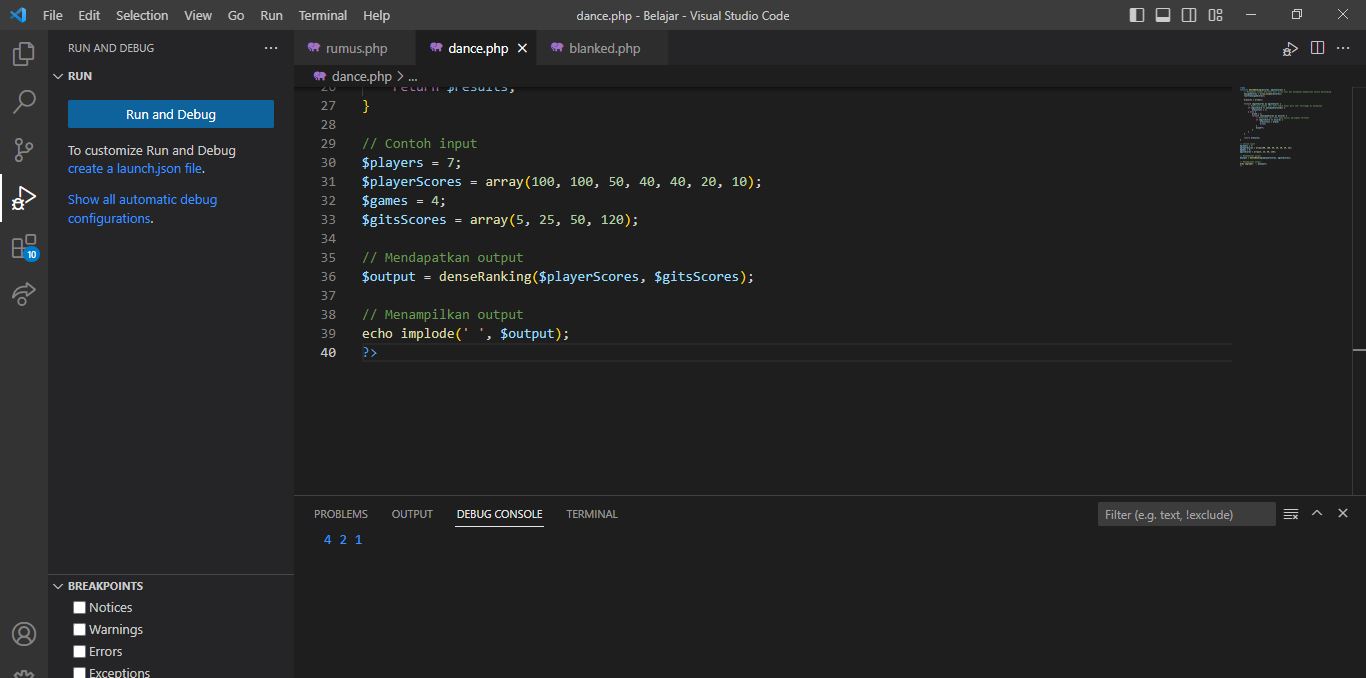 File Edit Selection View Go Run Terminal Help
dance.php - Belajar - Visual Studio Code
RUN AND DEBUG
RUN
Run and Debug
To customize Run and Debug
create a launch.json file.
Show all automatic debug
configurations.
10
rumus.php
dance.php
blanked.php
dance.php > ...
26 return $results;
27 }
28
29 // Contoh input
30 $players = 7;
31 $playerScores = array(100, 100, 50, 40, 40, 20, 10);
32 $games = 4;
33 $gitsScores = array(5, 25, 50, 120);
34
35 // Mendapatkan output
36 $output = denseRanking($playerScores, $gitsScores);
37
38 // Menampilkan output
39 echo implode(' ', $output);
40 ?>
PROBLEMS OUTPUT DEBUG CONSOLE TERMINAL
Filter (e.g. text, !exclude)
4 2 1
BREAKPOINTS
Notices
Warnings
Errors
Exceptions